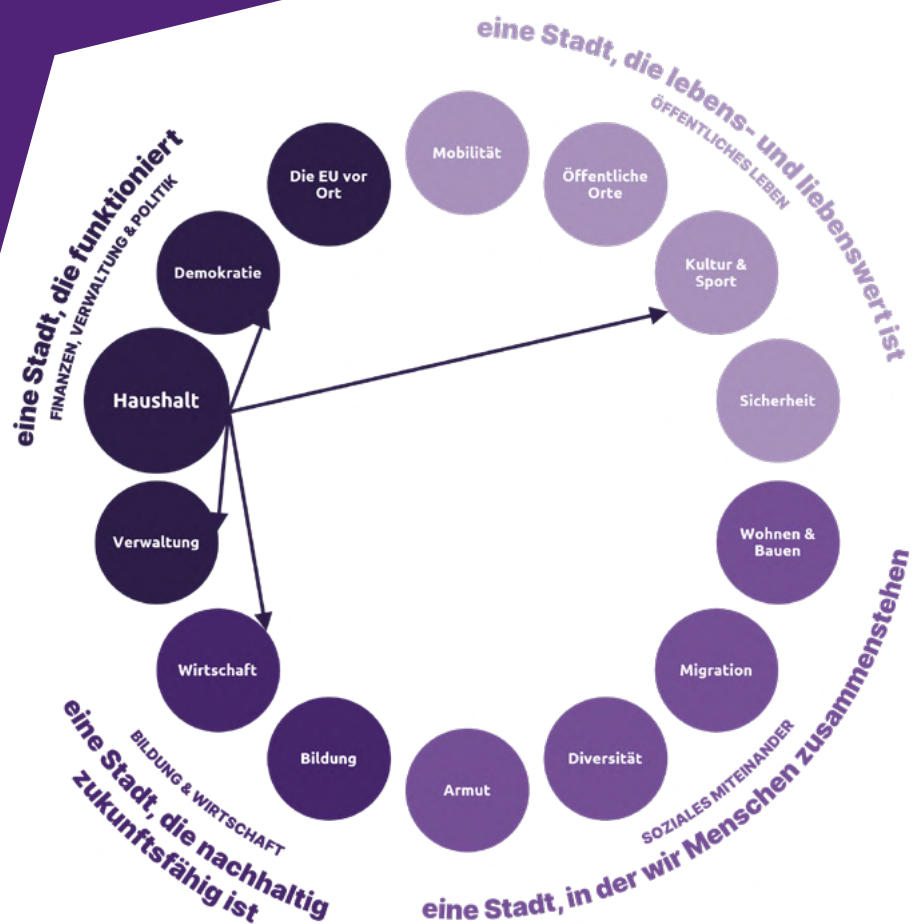 eine Stadt, die lebens- und liebenswert ist
ÖFFENTLICHES LEBEN
Mobilität
Öffentliche
Orte
Kultur &
Sport
Sicherheit
eine Stadt, in der wir Menschen zusammenstehen
SOZIALES MITEINANDER
Wohnen &
Bauen
Migration
Diversität
Armut
eine Stadt, die nachhaltig
zukunftsfähig ist
BILDUNG & WIRTSCHAFT
Bildung
Wirtschaft
eine Stadt, die funktioniert
FINANZEN, VERWALTUNG & POLITIK
Verwaltung
Haushalt
Demokratie
Die EU vor
Ort